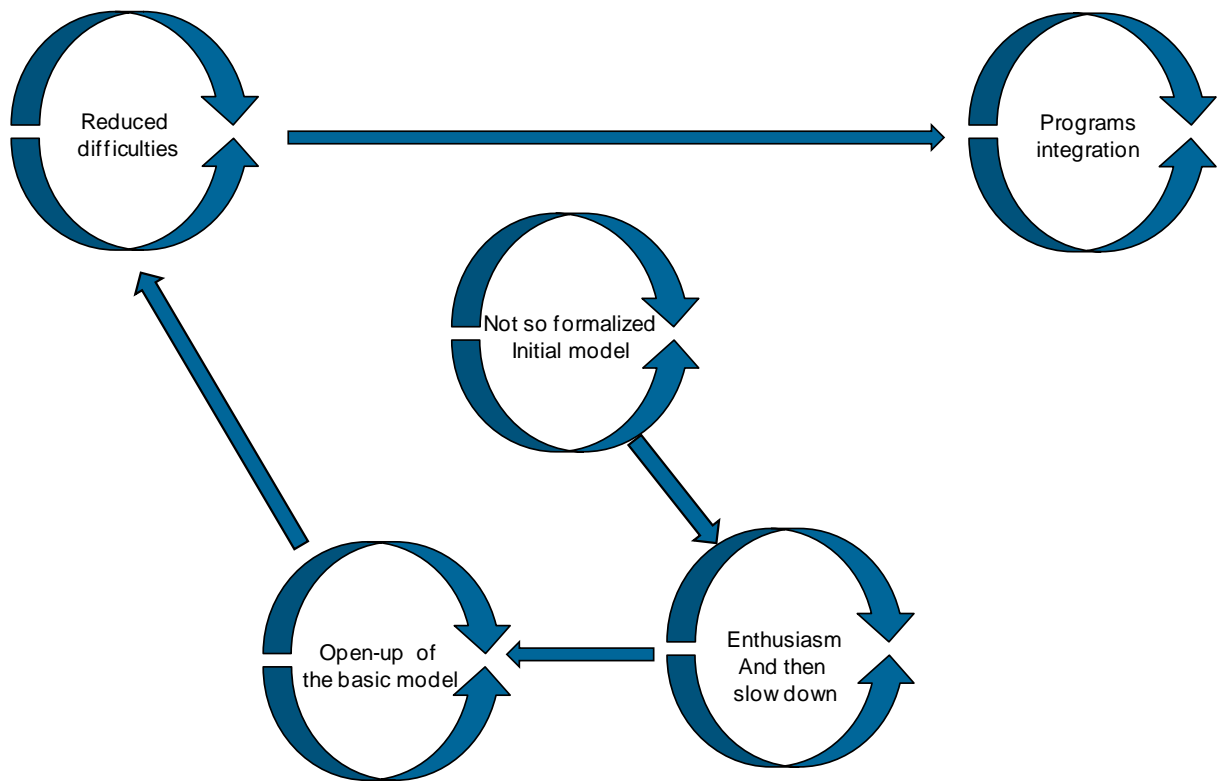 Reduced
difficulties
Programs
integration
Not so formalized
Initial model
Open-up of
the basic model
Enthusiasm
And then
slow down